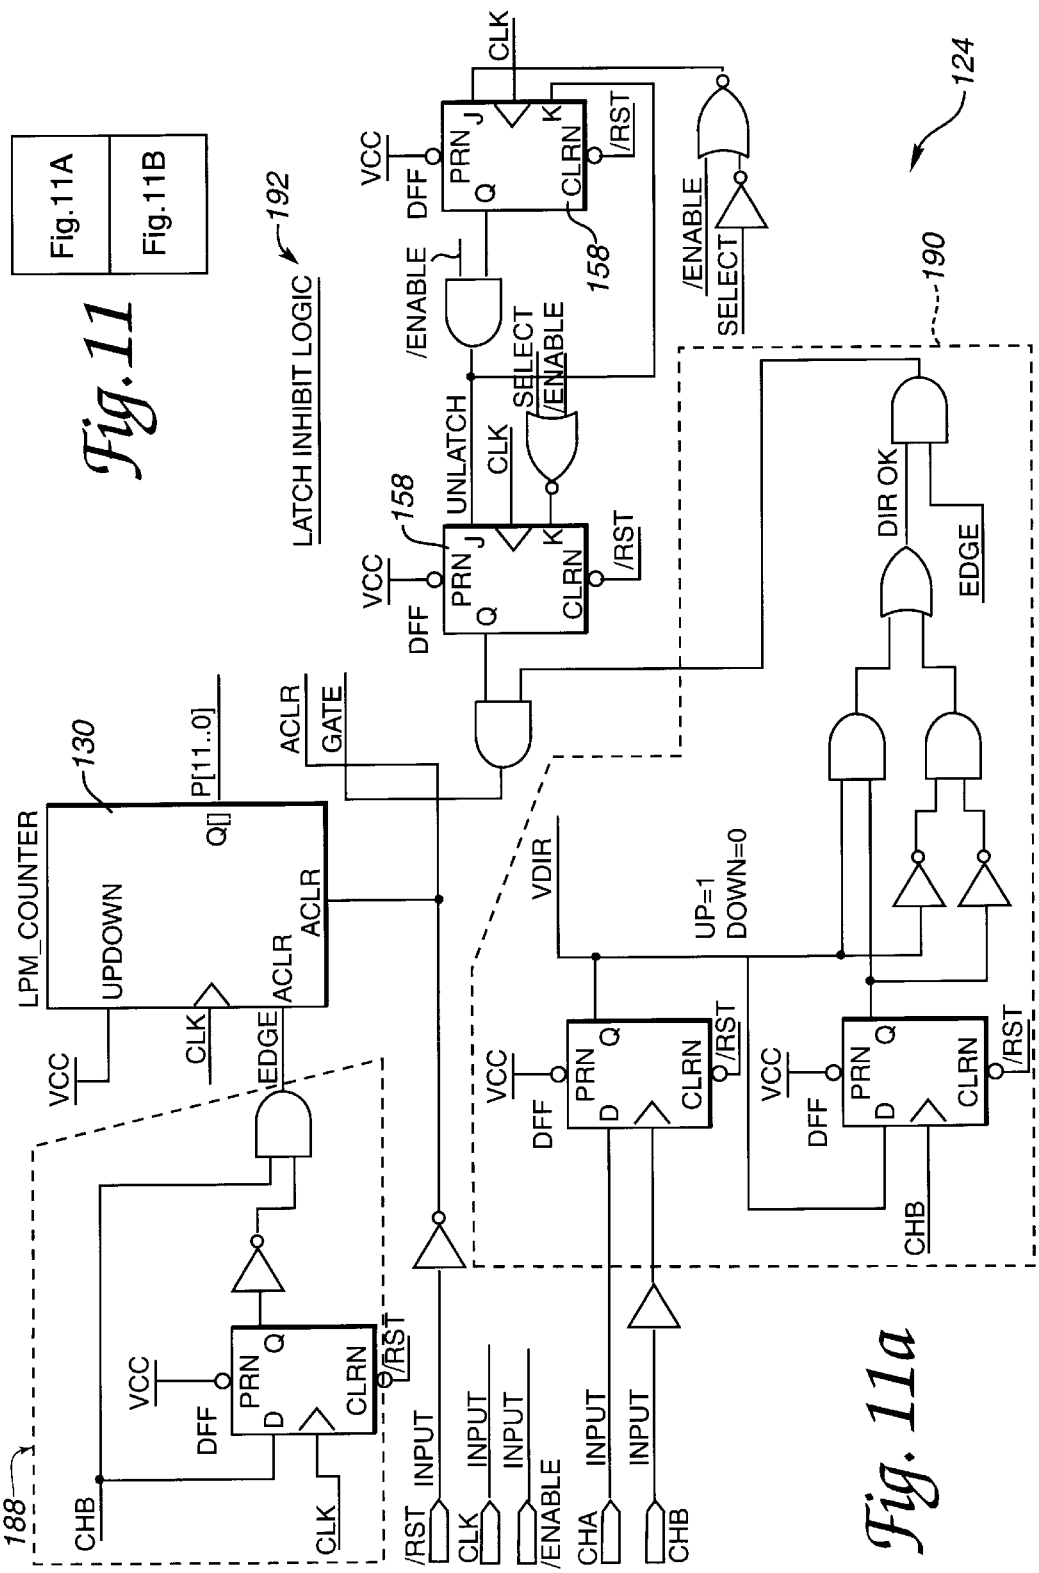 Fig.11
Fig.11A
Fig.11B
LATCH INHIBIT LOGIC
192
124
188
CHB
CLK
DFF
VCC
PRN
D
Q
CLRN
/RST
EDGE
VCC
LPM_COUNTER
130
UPDOWN
CLK
ACLR
ACLR
Q[]
P[11..0]
ACLR
GATE
VCC
DFF
158
PRN
J
Q
K
CLRN
/RST
UNLATCH
CLK
SELECT
/ENABLE
/ENABLE
VCC
DFF
PRN
J
Q
K
CLRN
158
/RST
CLK
/ENABLE
SELECT
/RST
INPUT
CLK
INPUT
/ENABLE
INPUT
CHA
INPUT
CHB
INPUT
VCC
DFF
PRN
D
Q
CLRN
/RST
VDIR
UP=1
DOWN=0
CHB
VCC
DFF
PRN
D
Q
CLRN
/RST
DIR OK
EDGE
190
Fig. 11a